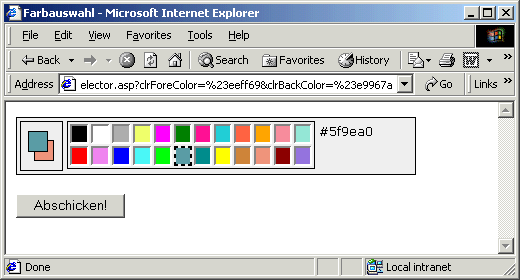 Farbauswahl - Microsoft Internet Explorer
File Edit View Favorites Tools Help
Back Search Favorites History
Address elector.asp?clrForeColor=%23eeff69&clrBackColor=%23e9967a Go Links »
#5f9ea0
Abschicken!
Done Local intranet